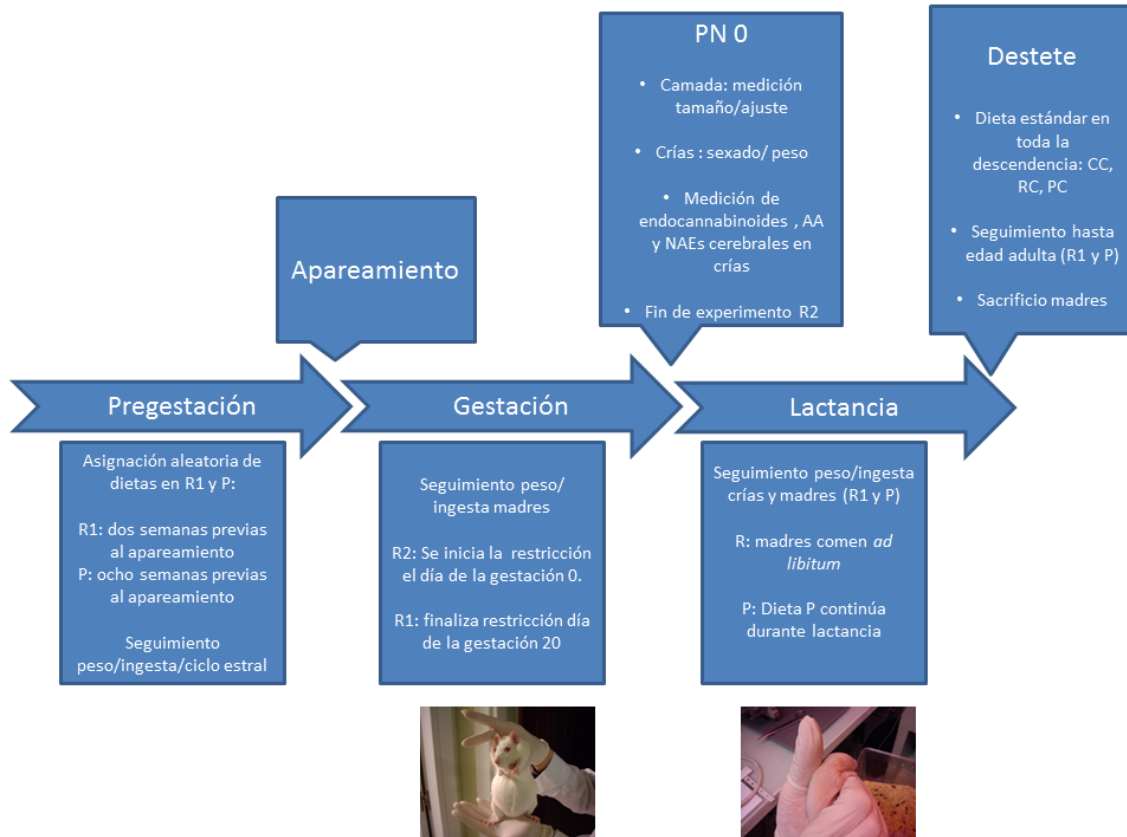 PN 0
• Camada: medición
tamaño/ajuste
• Crías : sexado/ peso
• Medición de
endocannabinoides , AA
y NAEs cerebrales en
crías
• Fin de experimento R2
Destete
• Dieta estándar en
toda la
descendencia: CC,
RC, PC
• Seguimiento hasta
edad adulta (R1 y P)
• Sacrificio madres
Apareamiento
Pregestación
Gestación
Lactancia
Asignación aleatoria de
dietas en R1 y P:
R1: dos semanas previas
al apareamiento
P: ocho semanas previas
al apareamiento
Seguimiento
peso/ingesta/ciclo estral
Seguimiento peso/
ingesta madres
R2: Se inicia la restricción
el día de la gestación 0.
R1: finaliza restricción día
de la gestación 20
Seguimiento peso/ingesta
crías y madres (R1 y P)
R: madres comen ad
libitum
P: Dieta P continúa
durante lactancia